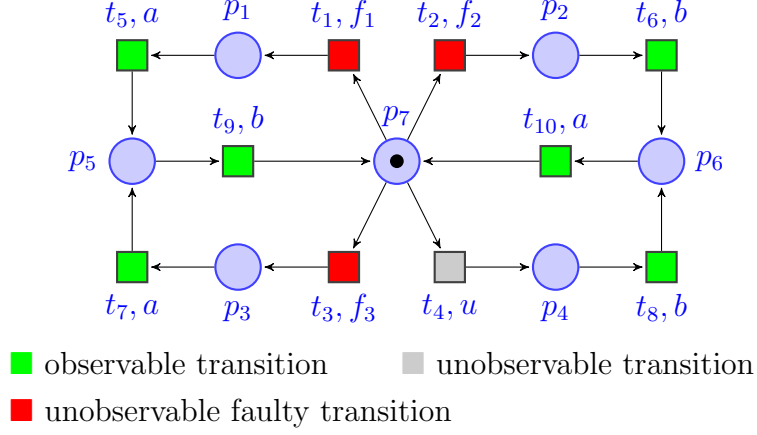 t₅, a p₁ t₁, f₁ t₂, f₂ p₂ t₆, b
t₉, b p₇ t₁₀, a
p₅ p₆
t₇, a p₃ t₃, f₃ t₄, u p₄ t₈, b
observable transition unobservable transition
unobservable faulty transition